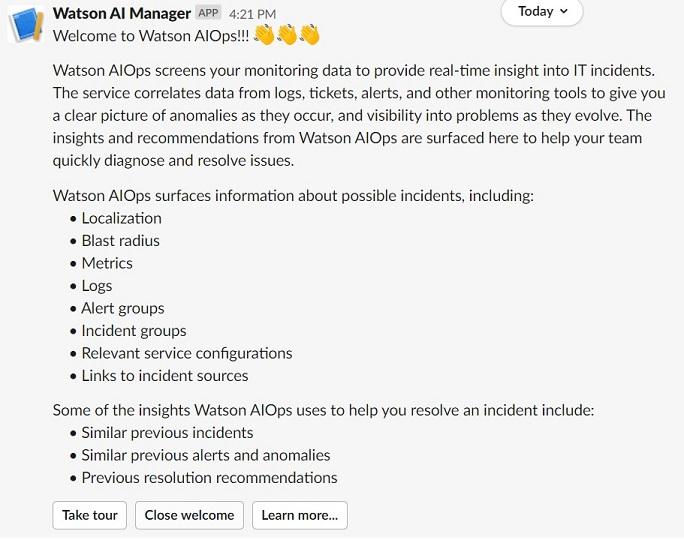 Watson AI Manager APP 4:21 PM
Today
Welcome to Watson AIOps!!! 👏👏👏
Watson AIOps screens your monitoring data to provide real-time insight into IT incidents.
The service correlates data from logs, tickets, alerts, and other monitoring tools to give you
a clear picture of anomalies as they occur, and visibility into problems as they evolve. The
insights and recommendations from Watson AIOps are surfaced here to help your team
quickly diagnose and resolve issues.
Watson AIOps surfaces information about possible incidents, including:
• Localization
• Blast radius
• Metrics
• Logs
• Alert groups
• Incident groups
• Relevant service configurations
• Links to incident sources
Some of the insights Watson AIOps uses to help you resolve an incident include:
• Similar previous incidents
• Similar previous alerts and anomalies
• Previous resolution recommendations
Take tour Close welcome Learn more...